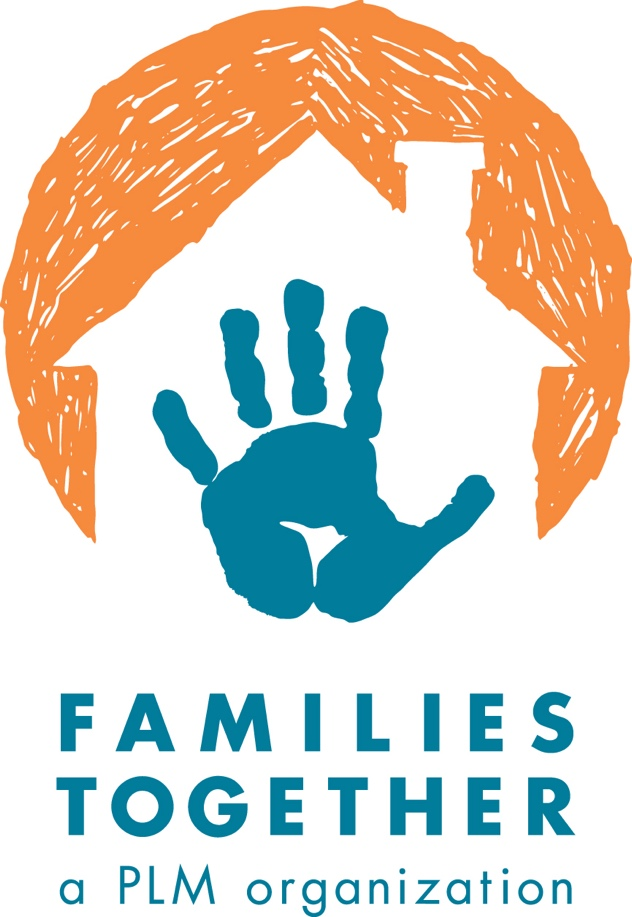 FAMILIES
TOGETHER
a PLM organization